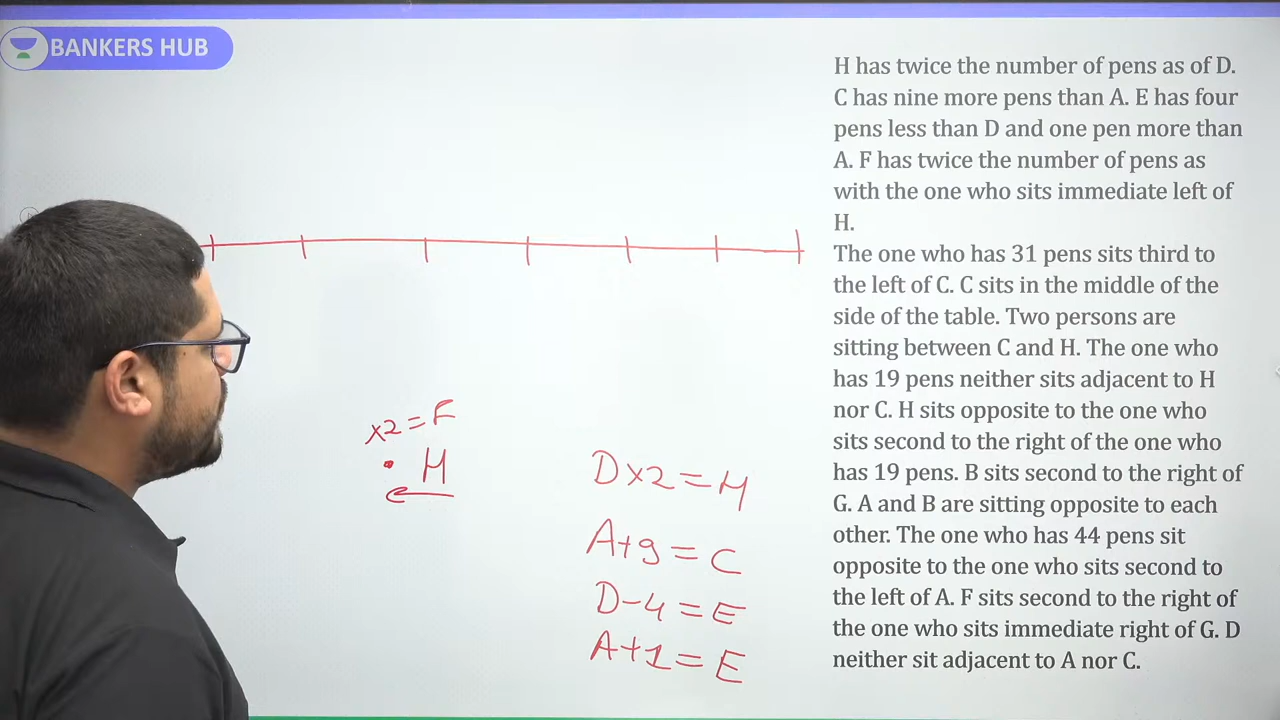 BANKERS HUB
H has twice the number of pens as of D.
C has nine more pens than A. E has four
pens less than D and one pen more than
A. F has twice the number of pens as
with the one who sits immediate left of
H.
The one who has 31 pens sits third to
the left of C. C sits in the middle of the
side of the table. Two persons are
sitting between C and H. The one who
has 19 pens neither sits adjacent to H
nor C. H sits opposite to the one who
sits second to the right of the one who
has 19 pens. B sits second to the right of
G. A and B are sitting opposite to each
other. The one who has 44 pens sit
opposite to the one who sits second to
the left of A. F sits second to the right of
the one who sits immediate right of G. D
neither sit adjacent to A nor C.
x2=F
H
Dx2=H
A+9=C
D-4=E
A+1=E